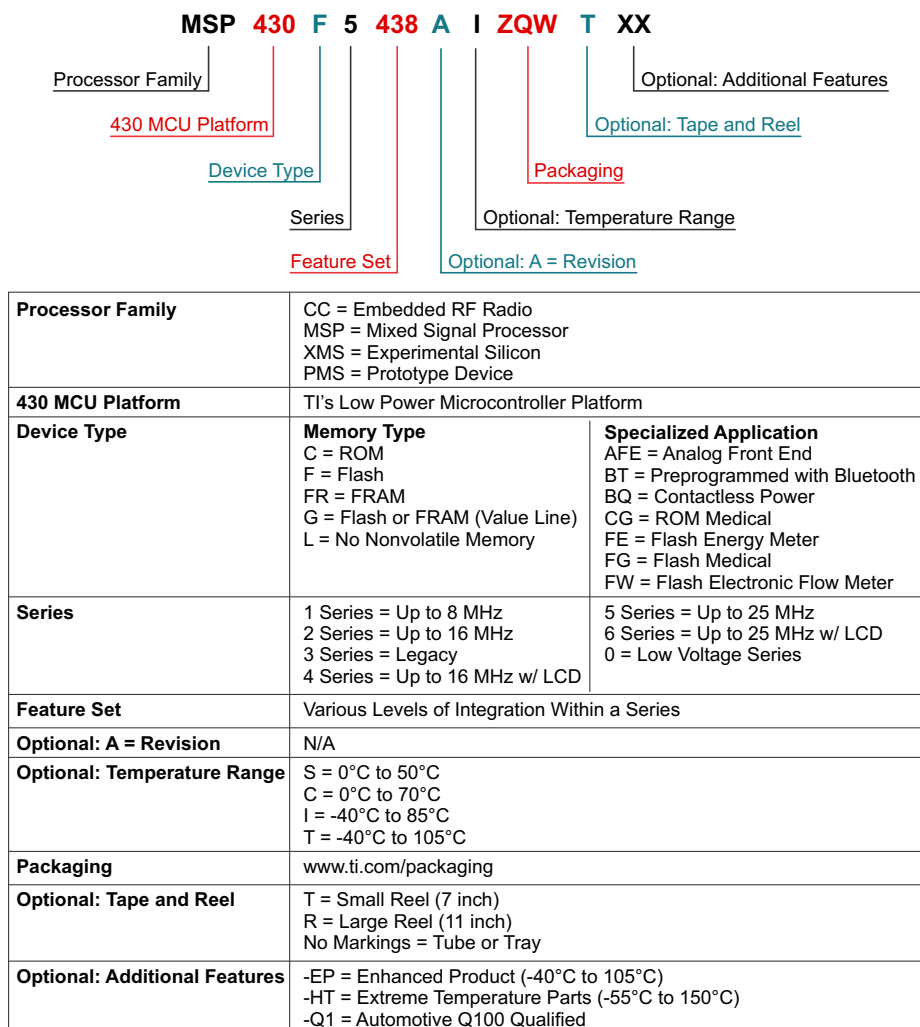 MSP 430 F 5 438 A I ZQW T XX
Processor Family
Optional: Additional Features
430 MCU Platform
Optional: Tape and Reel
Device Type
Packaging
Series
Optional: Temperature Range
Feature Set
Optional: A = Revision
Processor Family
CC = Embedded RF Radio
MSP = Mixed Signal Processor
XMS = Experimental Silicon
PMS = Prototype Device
430 MCU Platform
TI's Low Power Microcontroller Platform
Device Type
Memory Type
C = ROM
F = Flash
FR = FRAM
G = Flash or FRAM (Value Line)
L = No Nonvolatile Memory
Specialized Application
AFE = Analog Front End
BT = Preprogrammed with Bluetooth
BQ = Contactless Power
CG = ROM Medical
FE = Flash Energy Meter
FG = Flash Medical
FW = Flash Electronic Flow Meter
Series
1 Series = Up to 8 MHz
2 Series = Up to 16 MHz
3 Series = Legacy
4 Series = Up to 16 MHz w/ LCD
5 Series = Up to 25 MHz
6 Series = Up to 25 MHz w/ LCD
0 = Low Voltage Series
Feature Set
Various Levels of Integration Within a Series
Optional: A = Revision
N/A
Optional: Temperature Range
S = 0°C to 50°C
C = 0°C to 70°C
I = -40°C to 85°C
T = -40°C to 105°C
Packaging
www.ti.com/packaging
Optional: Tape and Reel
T = Small Reel (7 inch)
R = Large Reel (11 inch)
No Markings = Tube or Tray
Optional: Additional Features
-EP = Enhanced Product (-40°C to 105°C)
-HT = Extreme Temperature Parts (-55°C to 150°C)
-Q1 = Automotive Q100 Qualified